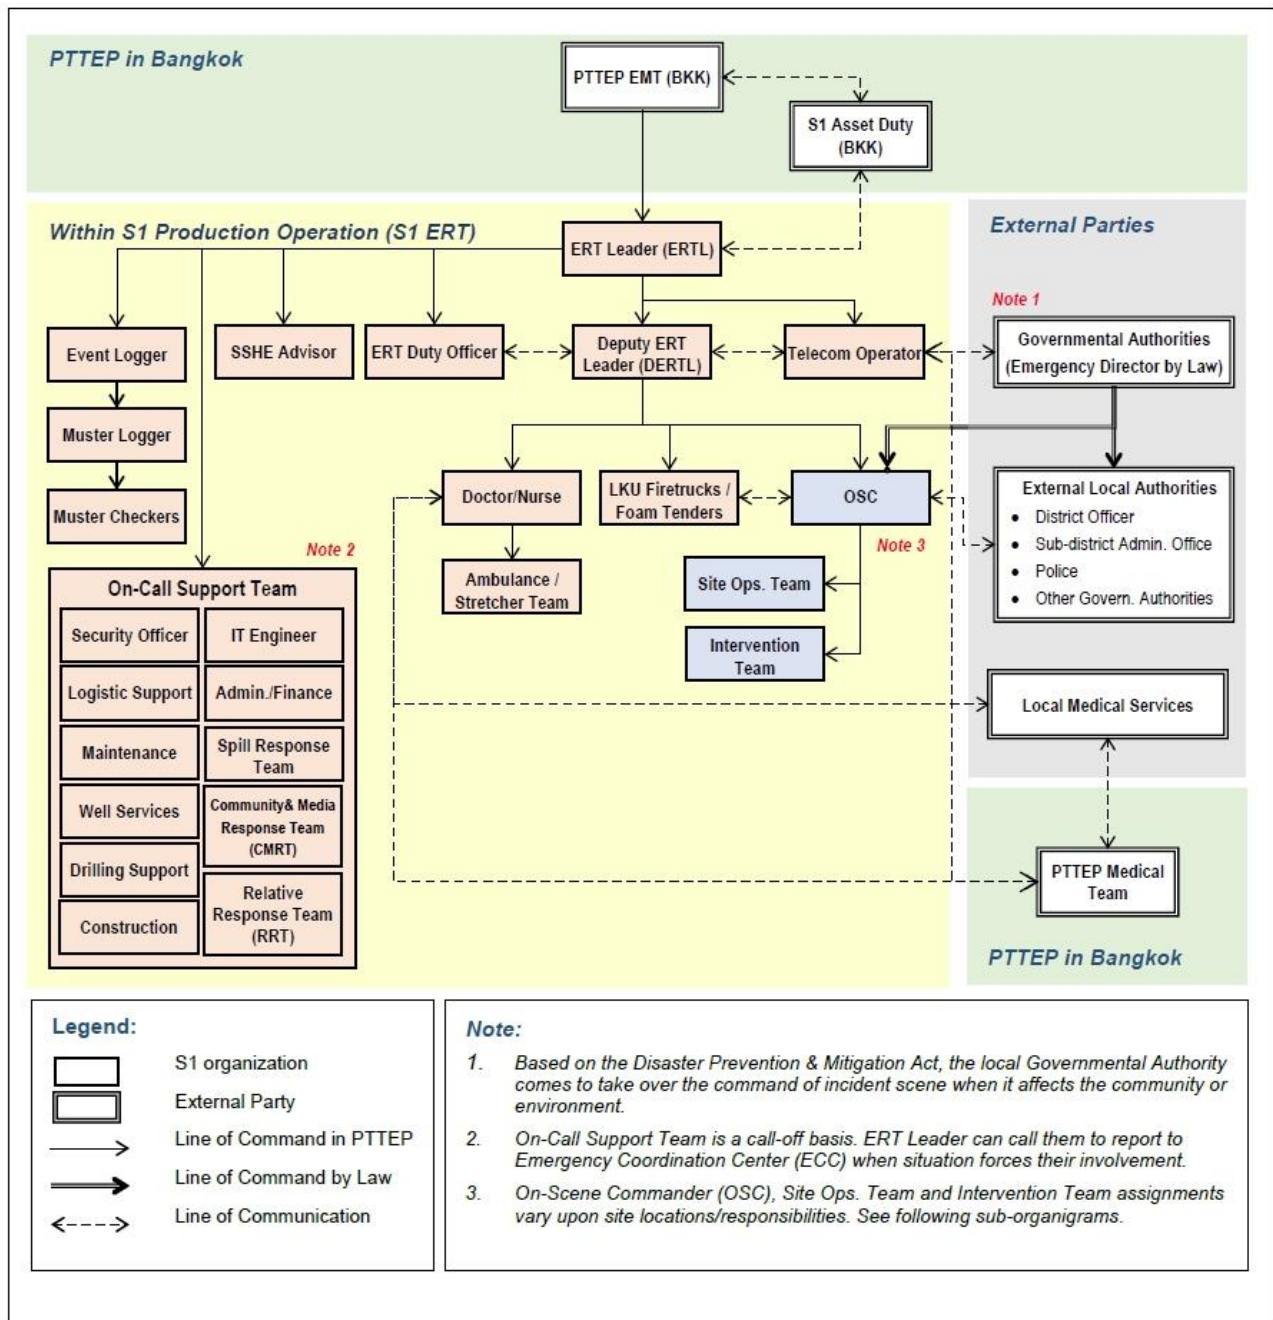 PTTEP in Bangkok
PTTEP EMT (BKK)
S1 Asset Duty
(BKK)
Within S1 Production Operation (S1 ERT)
ERT Leader (ERTL)
External Parties
Note 1
Event Logger
SSHE Advisor
ERT Duty Officer
Deputy ERT
Leader (DERTL)
Telecom Operator
Governmental Authorities
(Emergency Director by Law)
Muster Logger
Muster Checkers
Doctor/Nurse
LKU Firetrucks /
Foam Tenders
OSC
Note 3
External Local Authorities
• District Officer
• Sub-district Admin. Office
• Police
• Other Govern. Authorities
Note 2
Ambulance /
Stretcher Team
Site Ops. Team
Intervention
Team
On-Call Support Team
Security Officer
IT Engineer
Logistic Support
Admin./Finance
Maintenance
Spill Response
Team
Well Services
Community& Media
Response Team
(CMRT)
Drilling Support
Relative
Response Team
(RRT)
Construction
Local Medical Services
PTTEP Medical
Team
PTTEP in Bangkok
Legend:
S1 organization
External Party
Line of Command in PTTEP
Line of Command by Law
Line of Communication
Note:
1. Based on the Disaster Prevention & Mitigation Act, the local Governmental Authority
comes to take over the command of incident scene when it affects the community or
environment.
2. On-Call Support Team is a call-off basis. ERT Leader can call them to report to
Emergency Coordination Center (ECC) when situation forces their involvement.
3. On-Scene Commander (OSC), Site Ops. Team and Intervention Team assignments
vary upon site locations/responsibilities. See following sub-organigrams.